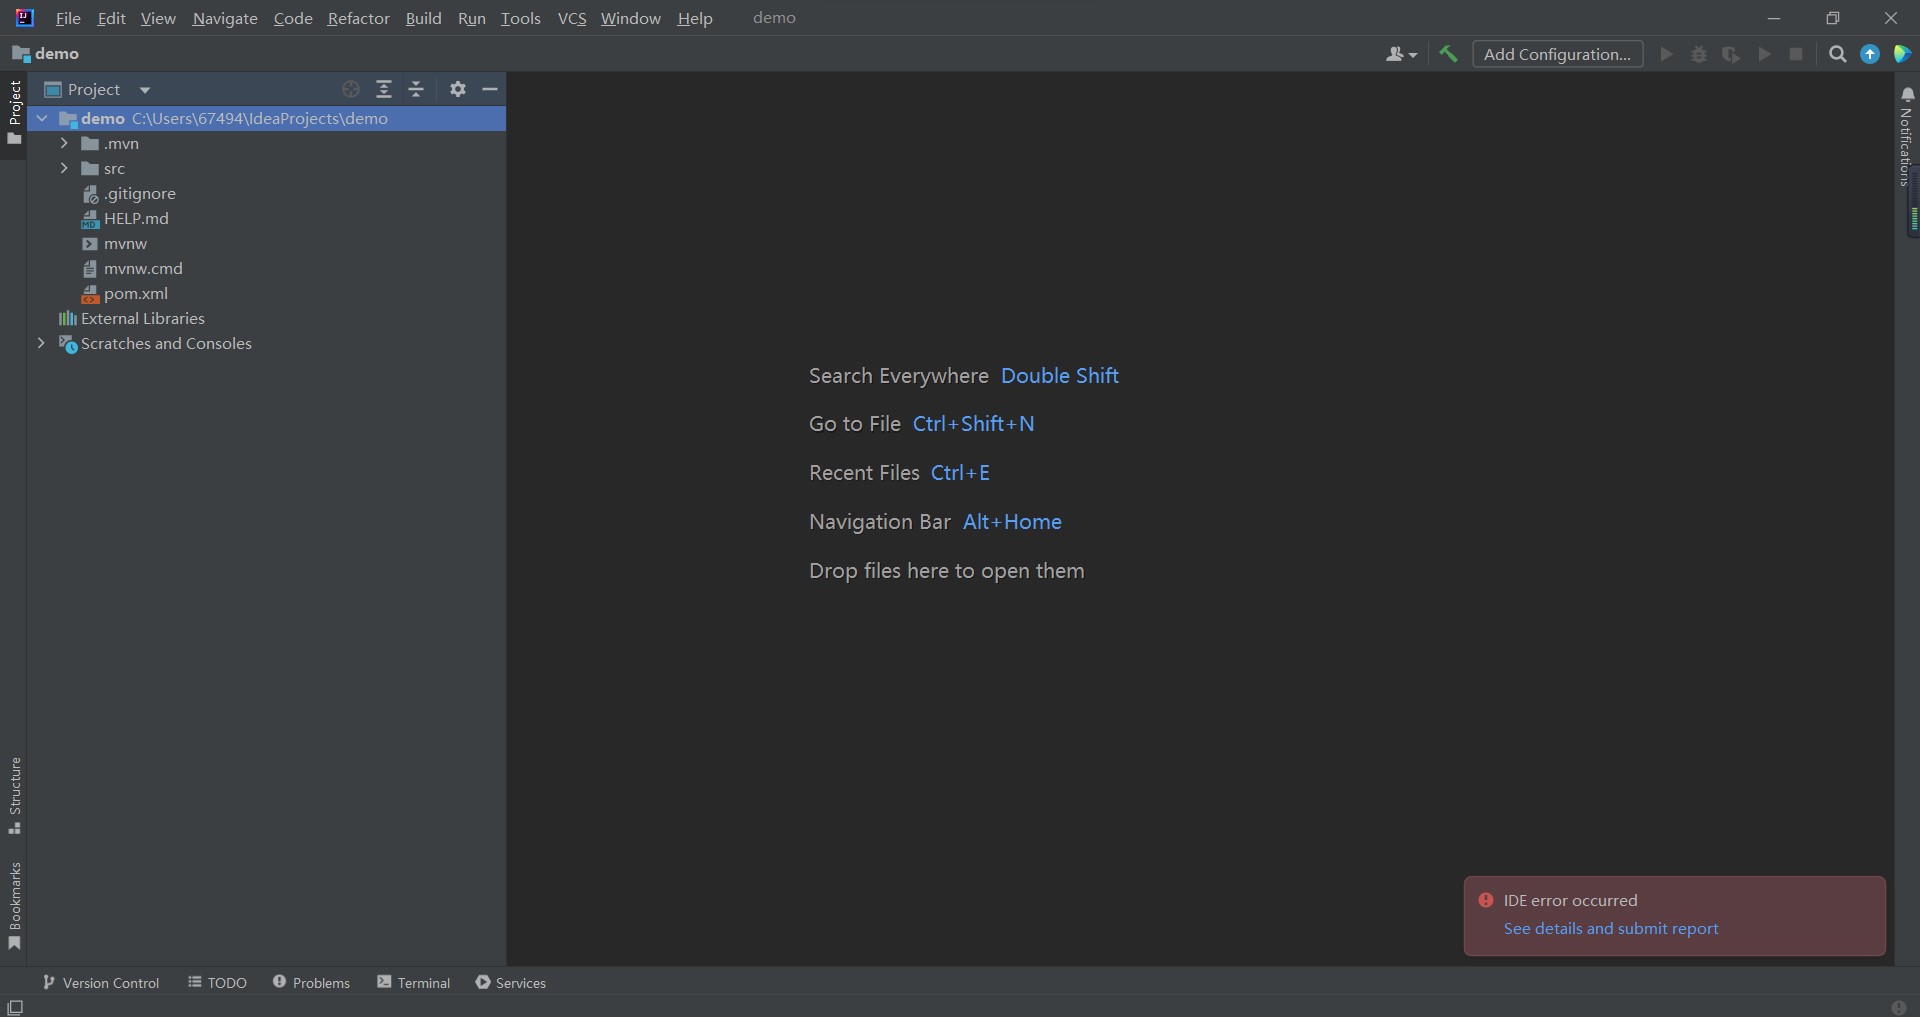 File Edit View Navigate Code Refactor Build Run Tools VCS Window Help demo
demo
Add Configuration...
Project
Project
demo C:\Users\67494\IdeaProjects\demo
.mvn
src
.gitignore
HELP.md
mvnw
mvnw.cmd
pom.xml
External Libraries
Scratches and Consoles
Structure
Bookmarks
Search Everywhere Double Shift
Go to File Ctrl+Shift+N
Recent Files Ctrl+E
Navigation Bar Alt+Home
Drop files here to open them
Notifications
IDE error occurred
See details and submit report
Version Control TODO Problems Terminal Services